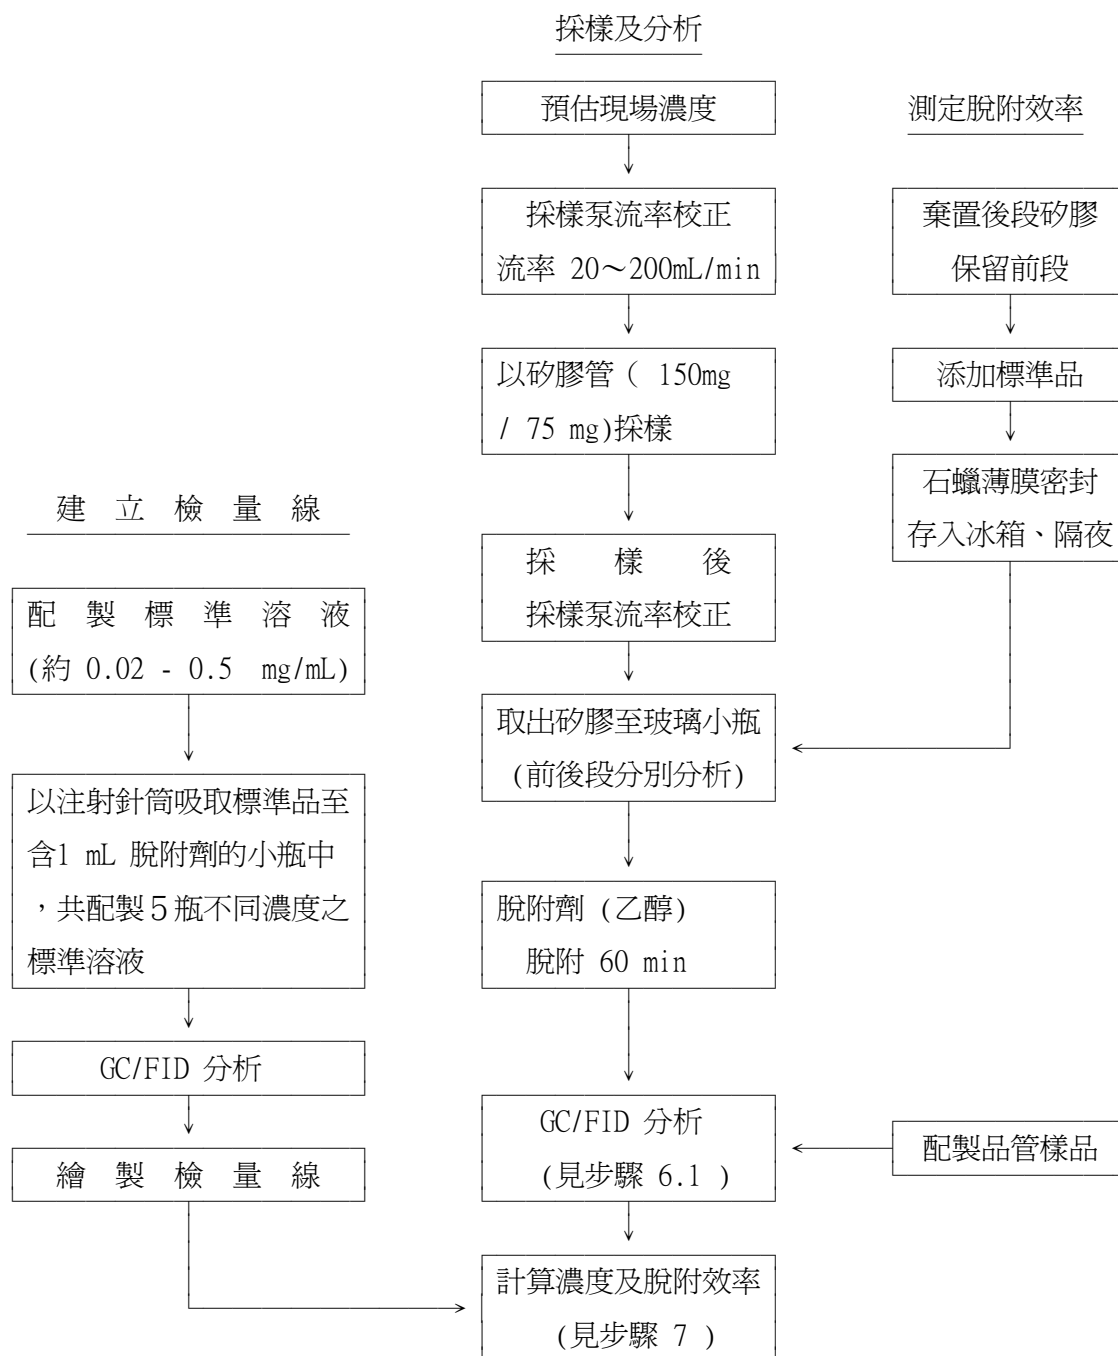 採樣及分析
預估現場濃度
採樣泵流率校正
流率 20～200mL/min
以矽膠管（ 150mg
/ 75 mg)採樣
採 樣 後
採樣泵流率校正
取出矽膠至玻璃小瓶
(前後段分別分析)
脫附劑 (乙醇)
脫附 60 min
GC/FID 分析
(見步驟 6.1 )
計算濃度及脫附效率
(見步驟 7 )
測定脫附效率
棄置後段矽膠
保留前段
添加標準品
石蠟薄膜密封
存入冰箱、隔夜
配製品管樣品
建 立 檢 量 線
配 製 標 準 溶 液
(約 0.02 - 0.5 mg/mL)
以注射針筒吸取標準品至
含1 mL 脫附劑的小瓶中
，共配製５瓶不同濃度之
標準溶液
GC/FID 分析
繪 製 檢 量 線